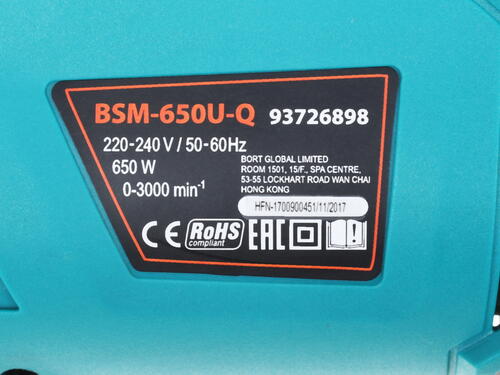 BSM-650U-Q 93726898
220-240 V / 50-60Hz
650 W
0-3000 min⁻¹
BORT GLOBAL LIMITED
ROOM 1501, 15/F., SPA CENTRE,
53-55 LOCKHART ROAD WAN CHAI
HONG KONG
HFN-1700900451/11/2017
CE RoHS compliant EAC